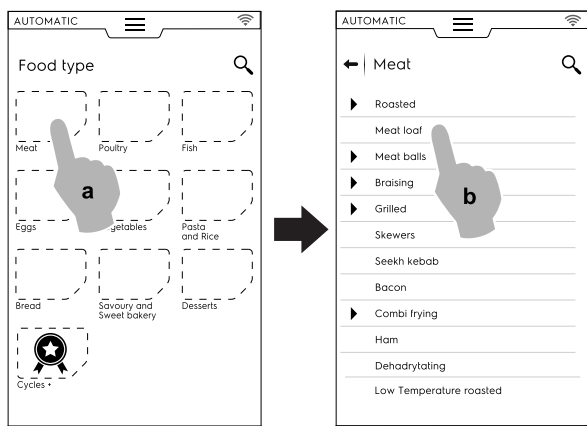 AUTOMATIC
Food type
Meat
Poultry
Fish
a
Eggs
getables
Pasta
and Rice
Bread
Savoury and
Sweet bakery
Desserts
Cycles +
AUTOMATIC
Meat
Roasted
Meat loaf
Meat balls
Braising
b
Grilled
Skewers
Seekh kebab
Bacon
Combi frying
Ham
Dehadrytating
Low Temperature roasted